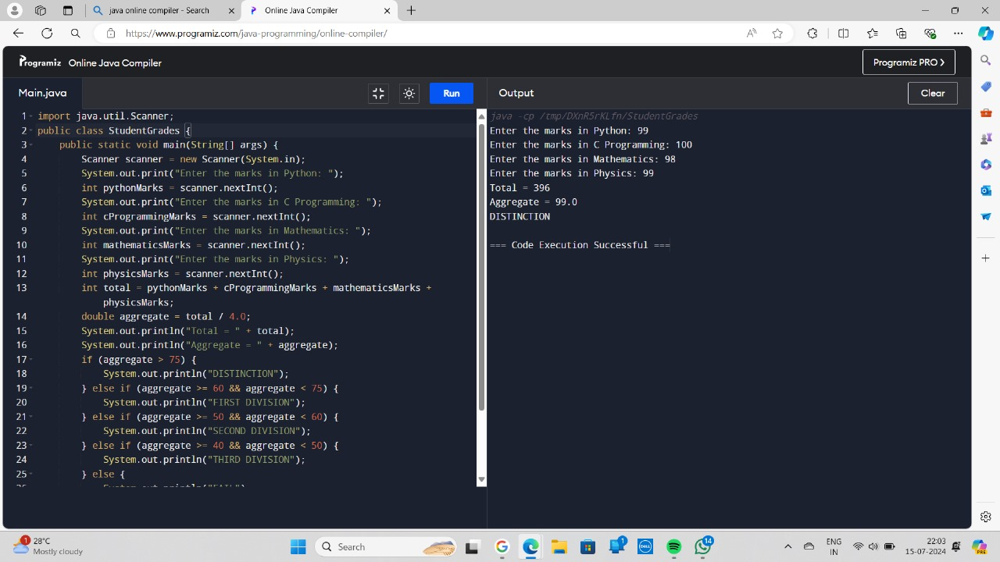 java online compiler - Search
Online Java Compiler
https://www.programiz.com/java-programming/online-compiler/
Programiz Online Java Compiler
Programiz PRO
Main.java
Run
Output
Clear
1 import java.util.Scanner;
2 public class StudentGrades {
3 public static void main(String[] args) {
4 Scanner scanner = new Scanner(System.in);
5 System.out.print("Enter the marks in Python: ");
6 int pythonMarks = scanner.nextInt();
7 System.out.print("Enter the marks in C Programming: ");
8 int cProgrammingMarks = scanner.nextInt();
9 System.out.print("Enter the marks in Mathematics: ");
10 int mathematicsMarks = scanner.nextInt();
11 System.out.print("Enter the marks in Physics: ");
12 int physicsMarks = scanner.nextInt();
13 int total = pythonMarks + cProgrammingMarks + mathematicsMarks +
physicsMarks;
14 double aggregate = total / 4.0;
15 System.out.println("Total = " + total);
16 System.out.println("Aggregate = " + aggregate);
17 if (aggregate > 75) {
18 System.out.println("DISTINCTION");
19 } else if (aggregate >= 60 && aggregate < 75) {
20 System.out.println("FIRST DIVISION");
21 } else if (aggregate >= 50 && aggregate < 60) {
22 System.out.println("SECOND DIVISION");
23 } else if (aggregate >= 40 && aggregate < 50) {
24 System.out.println("THIRD DIVISION");
25 } else {
java -cp /tmp/DXnR5rKLfn/StudentGrades
Enter the marks in Python: 99
Enter the marks in C Programming: 100
Enter the marks in Mathematics: 98
Enter the marks in Physics: 99
Total = 396
Aggregate = 99.0
DISTINCTION
=== Code Execution Successful ===
1
28°C
Mostly cloudy
Search
1
DELL
14
ENG
IN
22:03
15-07-2024
PRE